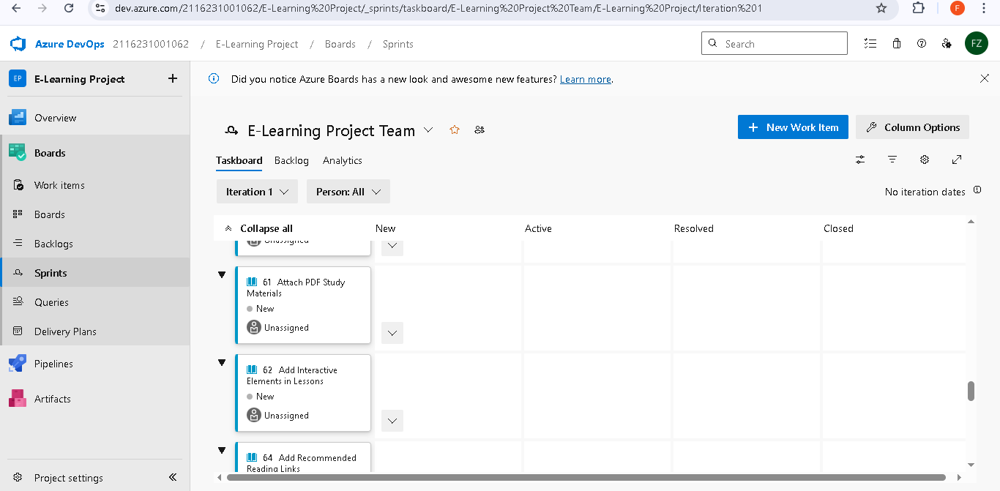 dev.azure.com/2116231001062/E-Learning%20Project/_sprints/taskboard/E-Learning%20Project%20Team/E-Learning%20Project/Iteration%201
F
Azure DevOps 2116231001062 / E-Learning Project / Boards / Sprints
Search
FZ
EP E-Learning Project
Did you notice Azure Boards has a new look and awesome new features? Learn more.
Overview
Boards
Work items
Boards
Backlogs
Sprints
Queries
Delivery Plans
Pipelines
Artifacts
Project settings
E-Learning Project Team
New Work Item
Column Options
Taskboard Backlog Analytics
Iteration 1 Person: All
No iteration dates
Collapse all New Active Resolved Closed
Unassigned
61 Attach PDF Study
Materials
New
Unassigned
62 Add Interactive
Elements in Lessons
New
Unassigned
64 Add Recommended
Reading Links